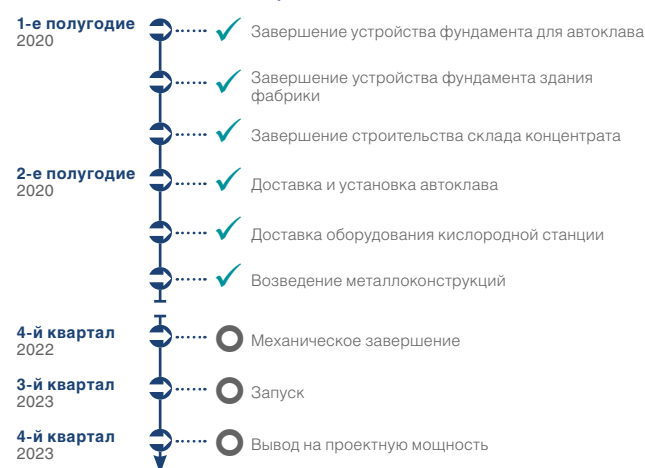 1-е полугодие
2020
Завершение устройства фундамента для автоклава
Завершение устройства фундамента здания
фабрики
Завершение строительства склада концентрата
2-е полугодие
2020
Доставка и установка автоклава
Доставка оборудования кислородной станции
Возведение металлоконструкций
4-й квартал
2022
Механическое завершение
3-й квартал
2023
Запуск
4-й квартал
2023
Вывод на проектную мощность